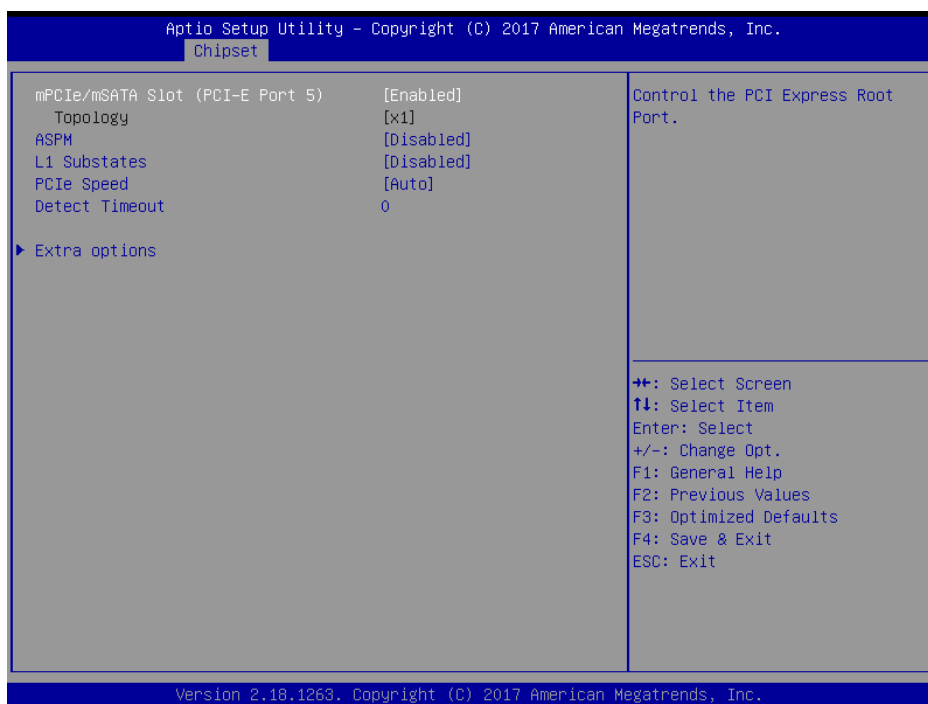 Aptio Setup Utility – Copyright (C) 2017 American Megatrends, Inc.
Chipset
mPCIe/mSATA Slot (PCI-E Port 5) [Enabled]
Topology [x1]
ASPM [Disabled]
L1 Substates [Disabled]
PCIe Speed [Auto]
Detect Timeout 0
Extra options
Control the PCI Express Root
Port.
→←: Select Screen
↑↓: Select Item
Enter: Select
+/-: Change Opt.
F1: General Help
F2: Previous Values
F3: Optimized Defaults
F4: Save & Exit
ESC: Exit
Version 2.18.1263. Copyright (C) 2017 American Megatrends, Inc.